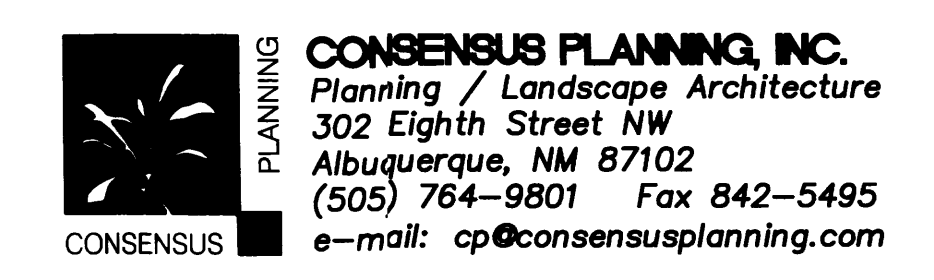 CONSENSUS PLANNING, INC.
Planning / Landscape Architecture
302 Eighth Street NW
Albuquerque, NM 87102
(505) 764-9801 Fax 842-5495
e-mail: cp@consensusplanning.com
PLANNING
CONSENSUS